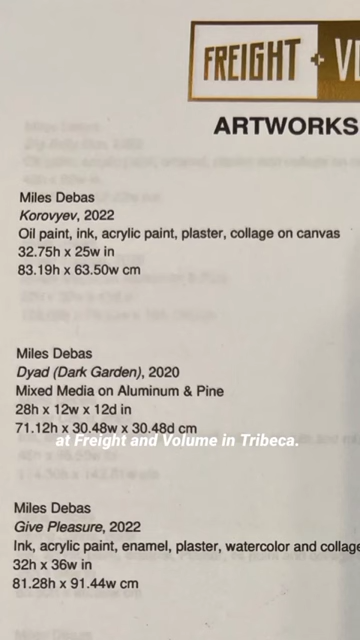 FREIGHT + V
ARTWORKS
Miles Debas
Korovyev, 2022
Oil paint, ink, acrylic paint, plaster, collage on canvas
32.75h x 25w in
83.19h x 63.50w cm
Miles Debas
Dyad (Dark Garden), 2020
Mixed Media on Aluminum & Pine
28h x 12w x 12d in
71.12h x 30.48w x 30.48d cm
at Freight and Volume in Tribeca.
Miles Debas
Give Pleasure, 2022
Ink, acrylic paint, enamel, plaster, watercolor and collage
32h x 36w in
81.28h x 91.44w cm